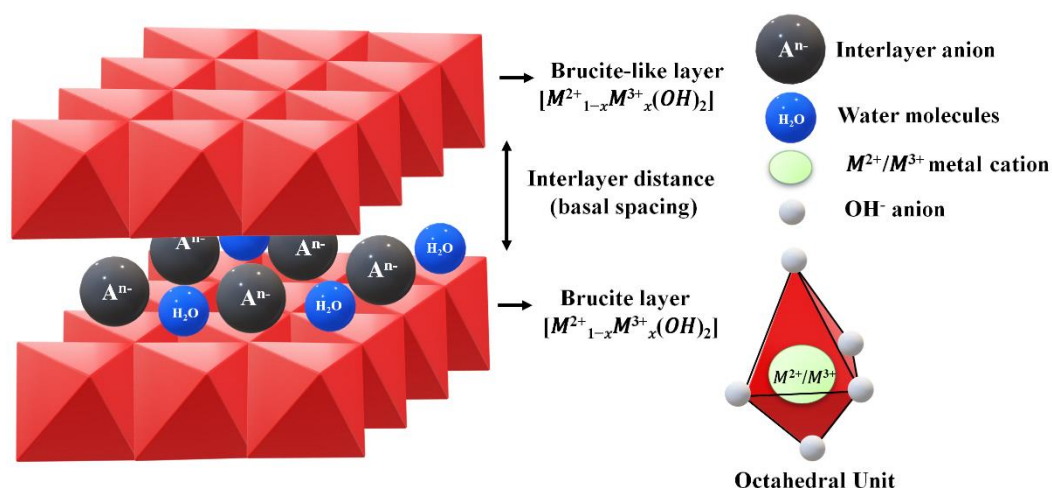 Brucite-like layer
[M²⁺₁₋ₓM³⁺ₓ(OH)₂]
Interlayer distance
(basal spacing)
Brucite layer
[M²⁺₁₋ₓM³⁺ₓ(OH)₂]
Aⁿ⁻
Aⁿ⁻
Aⁿ⁻
Aⁿ⁻
Aⁿ⁻
H₂O
H₂O
H₂O
Aⁿ⁻
Interlayer anion
H₂O
Water molecules
M²⁺/M³⁺ metal cation
OH⁻ anion
M²⁺/M³⁺
Octahedral Unit